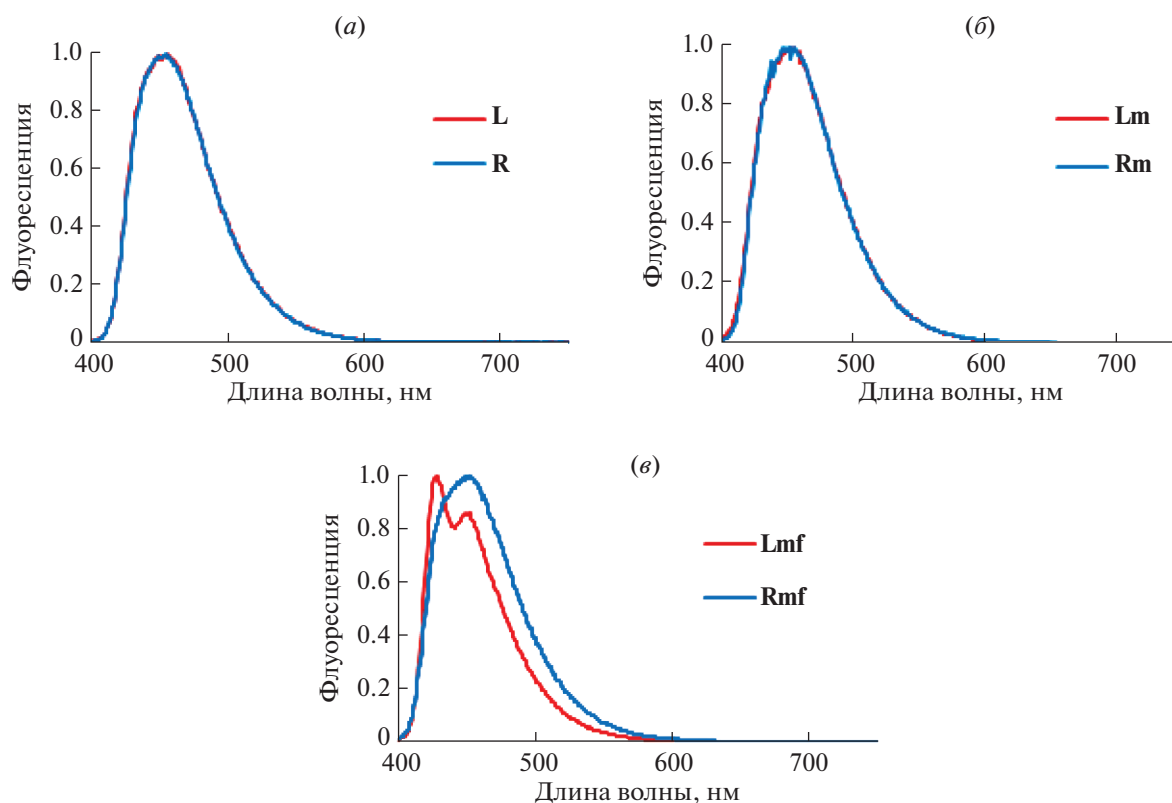 (а)
1.0
0.8
0.6
0.4
0.2
0
Флуоресценция
L
R
400
500
600
700
Длина волны, нм
(б)
1.0
0.8
0.6
0.4
0.2
0
Флуоресценция
Lm
Rm
400
500
600
700
Длина волны, нм
(в)
1.0
0.8
0.6
0.4
0.2
0
Флуоресценция
Lmf
Rmf
400
500
600
700
Длина волны, нм